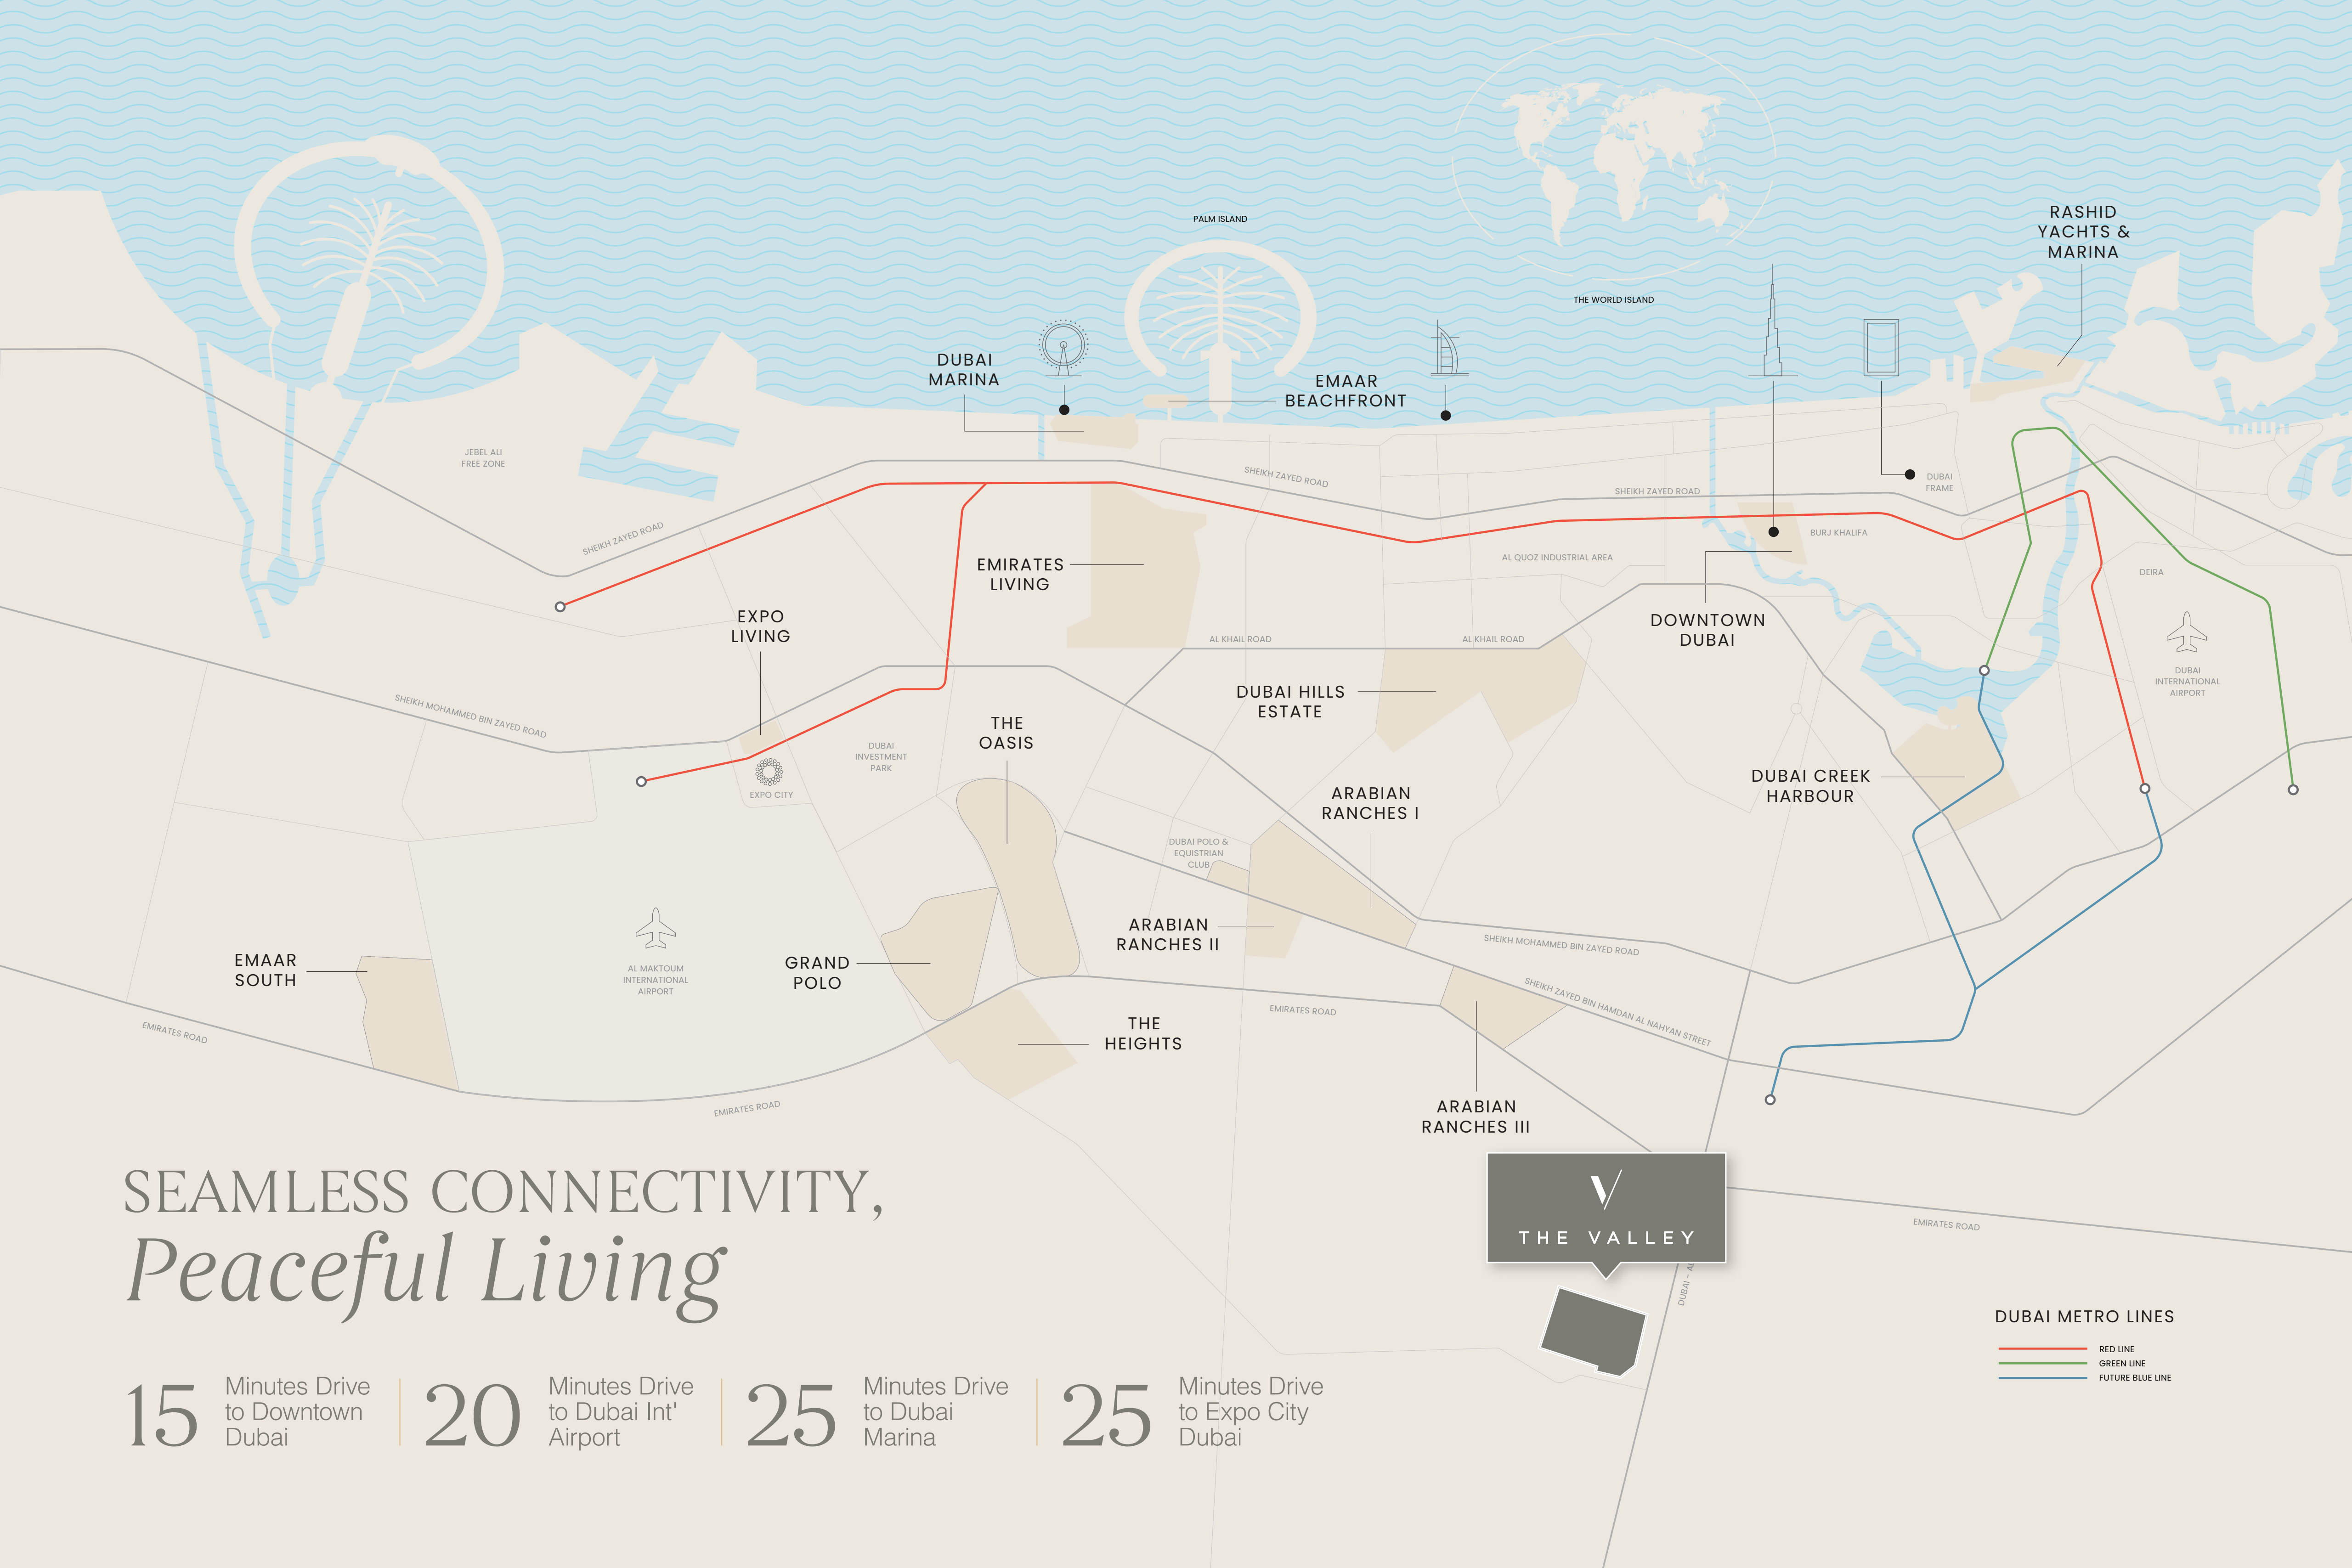 PALM ISLAND
THE WORLD ISLAND
RASHID
YACHTS &
MARINA
DUBAI
MARINA
EMAAR
BEACHFRONT
JEBEL ALI
FREE ZONE
SHEIKH ZAYED ROAD
SHEIKH ZAYED ROAD
SHEIKH ZAYED ROAD
DUBAI
FRAME
BURJ KHALIFA
AL QUOZ INDUSTRIAL AREA
DEIRA
EMIRATES
LIVING
EXPO
LIVING
AL KHAIL ROAD
AL KHAIL ROAD
DOWNTOWN
DUBAI
DUBAI
INTERNATIONAL
AIRPORT
SHEIKH MOHAMMED BIN ZAYED ROAD
DUBAI HILLS
ESTATE
THE
OASIS
DUBAI
INVESTMENT
PARK
EXPO CITY
DUBAI CREEK
HARBOUR
ARABIAN
RANCHES I
DUBAI POLO &
EQUISTRIAN
CLUB
ARABIAN
RANCHES II
SHEIKH MOHAMMED BIN ZAYED ROAD
EMAAR
SOUTH
AL MAKTOUM
INTERNATIONAL
AIRPORT
GRAND
POLO
SHEIKH ZAYED BIN HAMDAN AL NAHYAN STREET
EMIRATES ROAD
EMIRATES ROAD
THE
HEIGHTS
EMIRATES ROAD
ARABIAN
RANCHES III
THE VALLEY
EMIRATES ROAD
DUBAI - AL
SEAMLESS CONNECTIVITY,
Peaceful Living
15 Minutes Drive
to Downtown
Dubai
20 Minutes Drive
to Dubai Int'
Airport
25 Minutes Drive
to Dubai
Marina
25 Minutes Drive
to Expo City
Dubai
DUBAI METRO LINES
RED LINE
GREEN LINE
FUTURE BLUE LINE